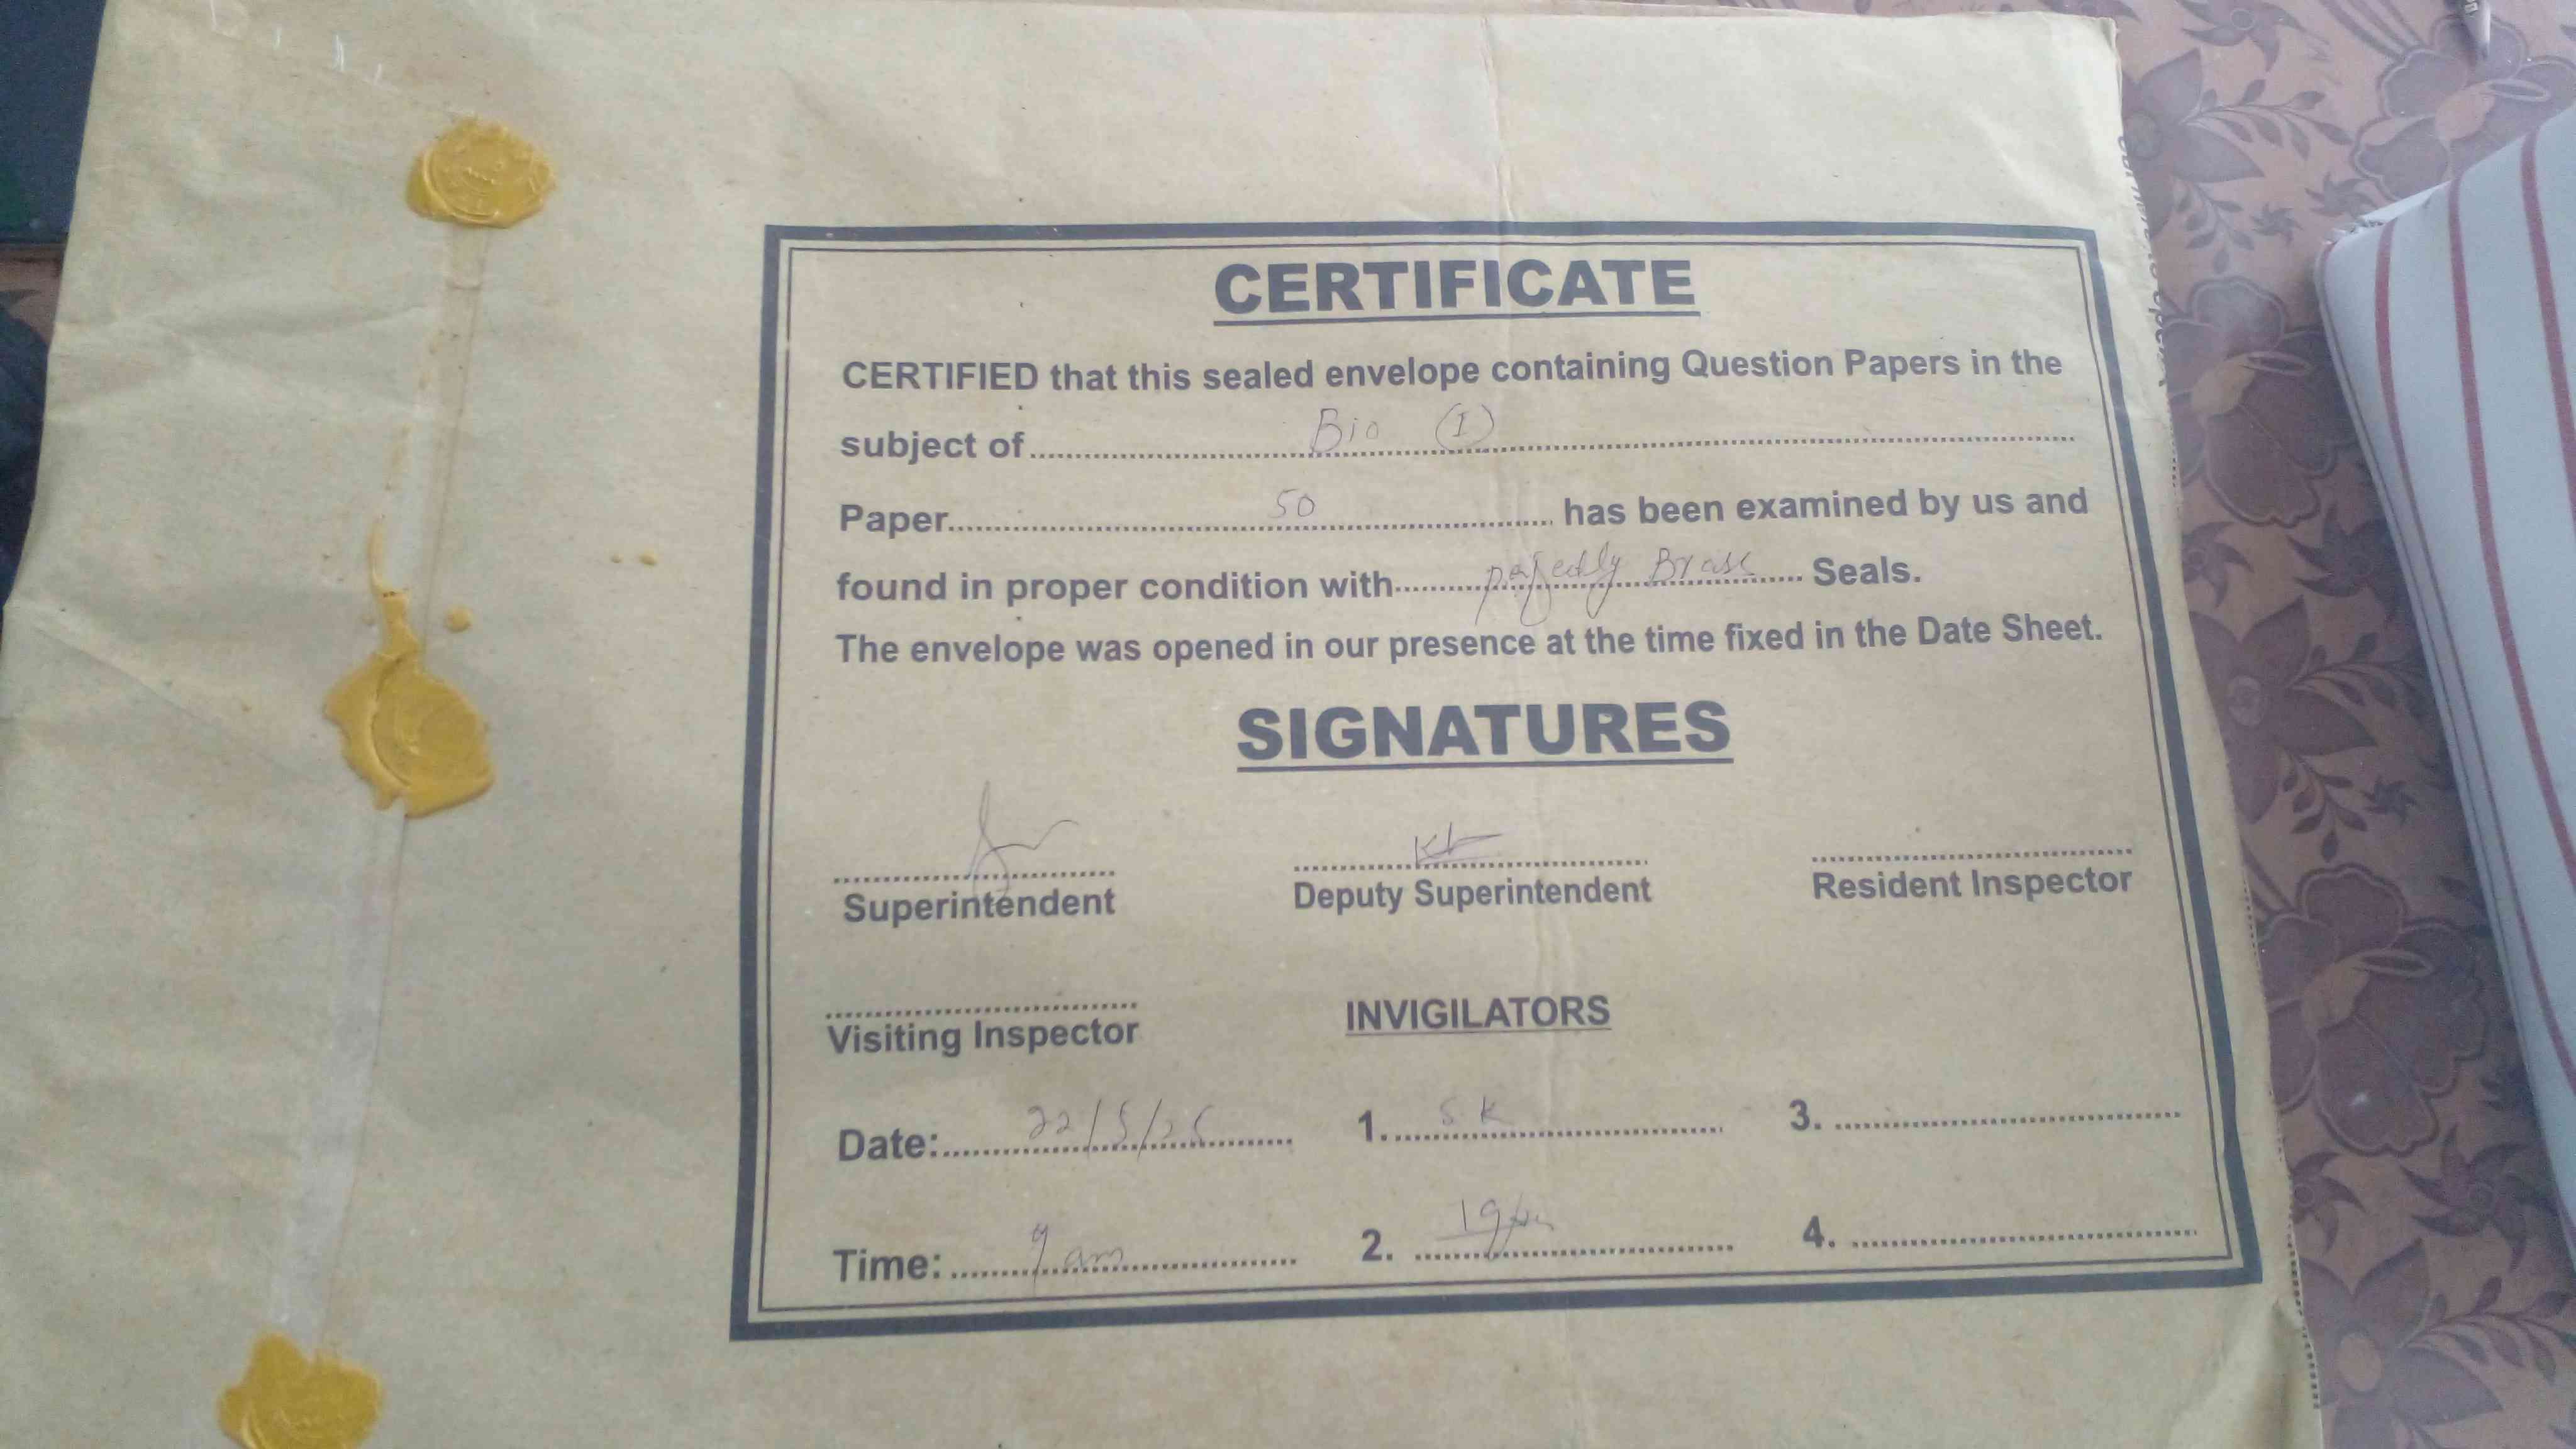 CERTIFICATE
CERTIFIED that this sealed envelope containing Question Papers in the
subject of Bio (I)
Paper 50 has been examined by us and
found in proper condition with Seals.
The envelope was opened in our presence at the time fixed in the Date Sheet.
SIGNATURES
Superintendent Deputy Superintendent Resident Inspector
Visiting Inspector INVIGILATORS
Date: 1. SK 3.
Time: 9 am 2. 4.